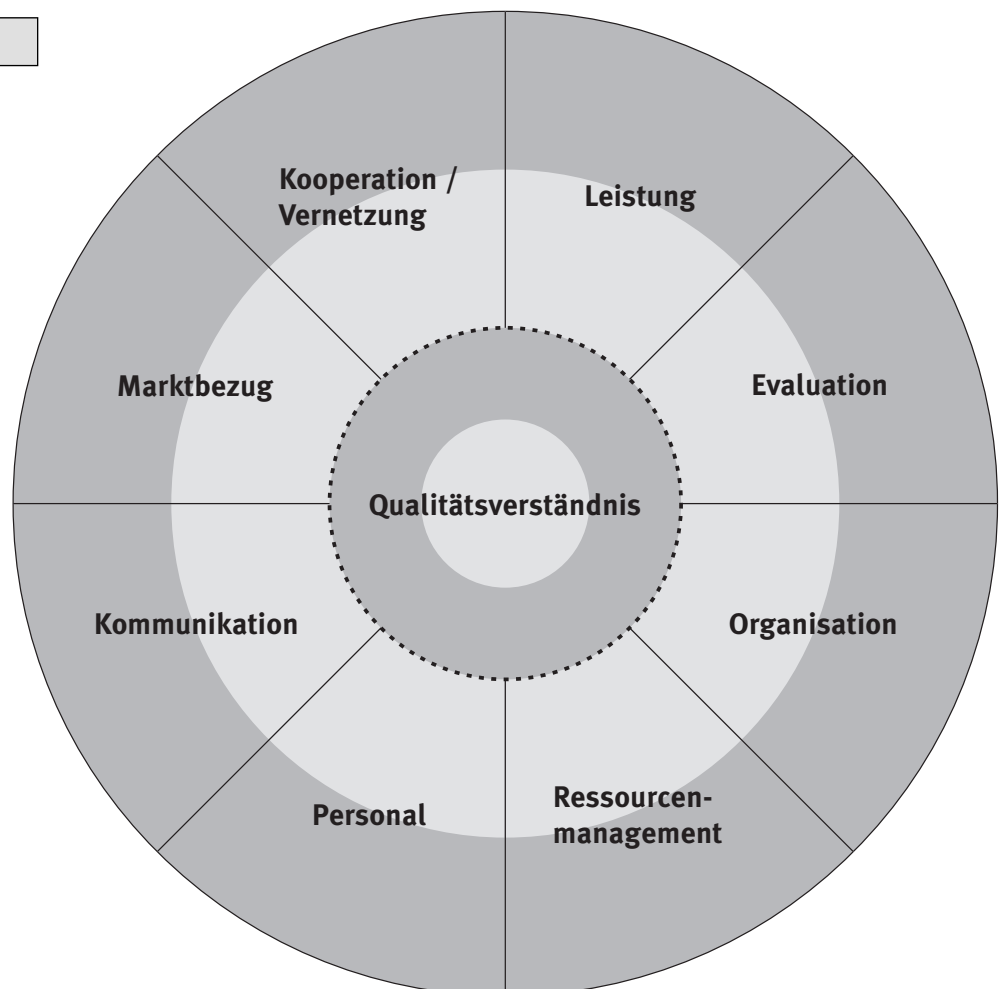 Kooperation /
Vernetzung
Leistung
Marktbezug
Evaluation
Qualitätsverständnis
Kommunikation
Organisation
Personal
Ressourcen-
management